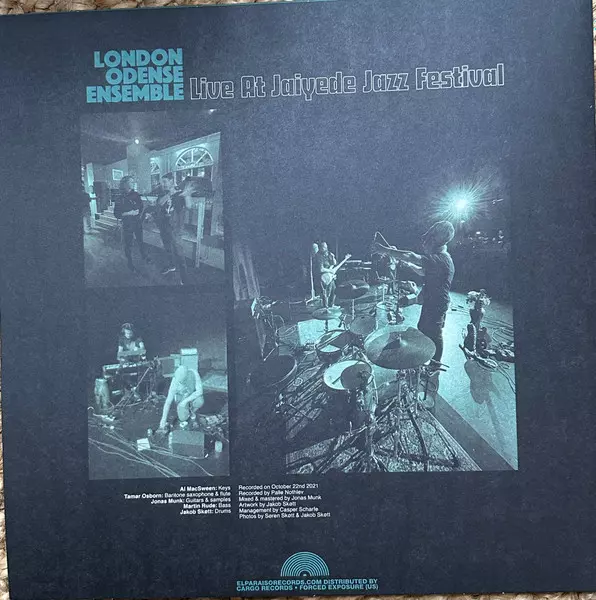 LONDON
ODENSE
ENSEMBLE
Live At Jaiyede Jazz Festival
Al MacSween: Keys
Tamar Osborn: Baritone saxophone & flute
Jonas Munk: Guitars & samples
Martin Rude: Bass
Jakob Skøtt: Drums
Recorded on October 22nd 2021
Recorded by Palle Nothlev
Mixed & mastered by Jonas Munk
Artwork by Jakob Skøtt
Management by Casper Scharfe
Photos by Søren Skøtt & Jakob Skøtt
ELPARAISORECORDS.COM DISTRIBUTED BY
CARGO RECORDS • FORCED EXPOSURE (US)